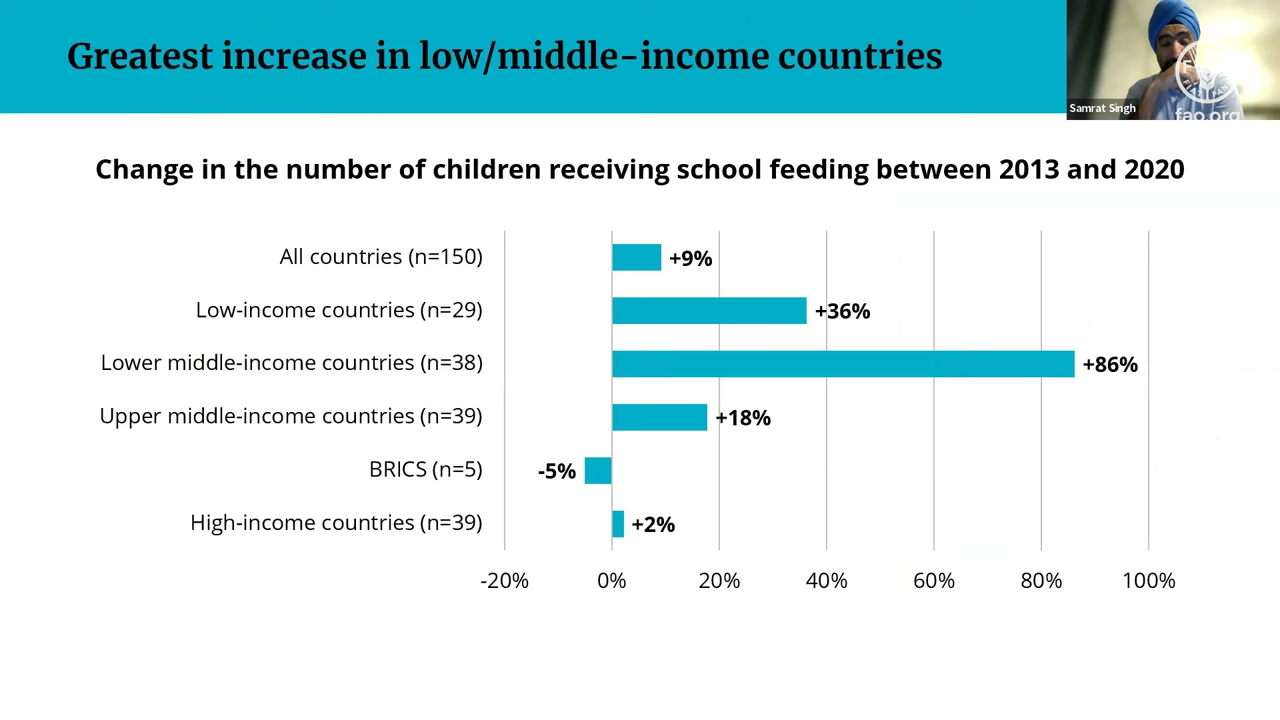 Greatest increase in low/middle-income countries
Samrat Singh
fao.org
Change in the number of children receiving school feeding between 2013 and 2020
All countries (n=150)
+9%
Low-income countries (n=29)
+36%
Lower middle-income countries (n=38)
+86%
Upper middle-income countries (n=39)
+18%
BRICS (n=5)
-5%
High-income countries (n=39)
+2%
-20% 0% 20% 40% 60% 80% 100%